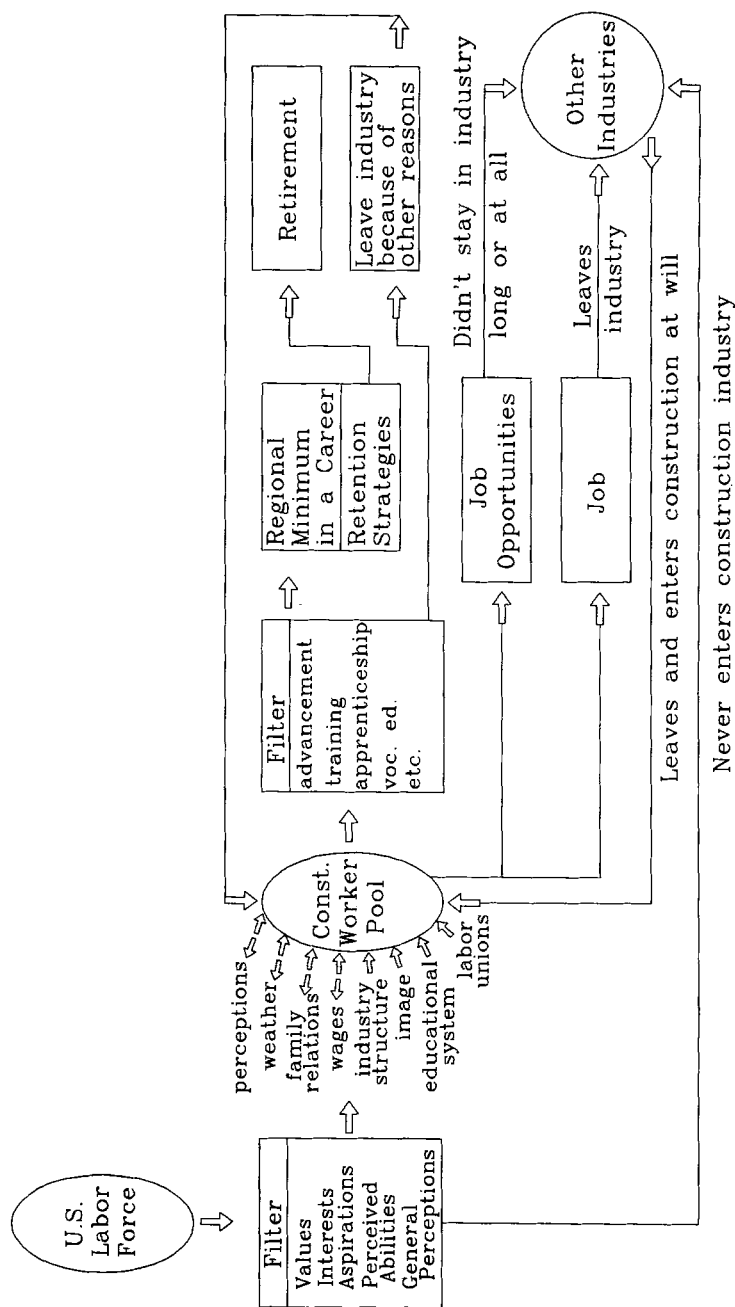 U.S.
Labor
Force
Filter
Values
Interests
Aspirations
Perceived
Abilities
General
Perceptions
perceptions
weather
family
relations
wages
industry
structure
image
educational
system
labor
unions
Const.
Worker
Pool
Filter
advancement
training
apprenticeship
voc. ed.
etc.
Regional
Minimum
in a Career
Retention
Strategies
Retirement
Leave industry
because of
other reasons
Job
Opportunities
Didn't stay in industry
long or at all
Job
Leaves
industry
Other
Industries
Leaves and enters construction at will
Never enters construction industry